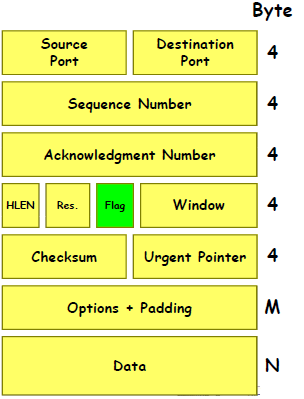 Byte
Source Port
Destination Port
4
Sequence Number
4
Acknowledgment Number
4
HLEN
Res.
Flag
Window
4
Checksum
Urgent Pointer
4
Options + Padding
M
Data
N